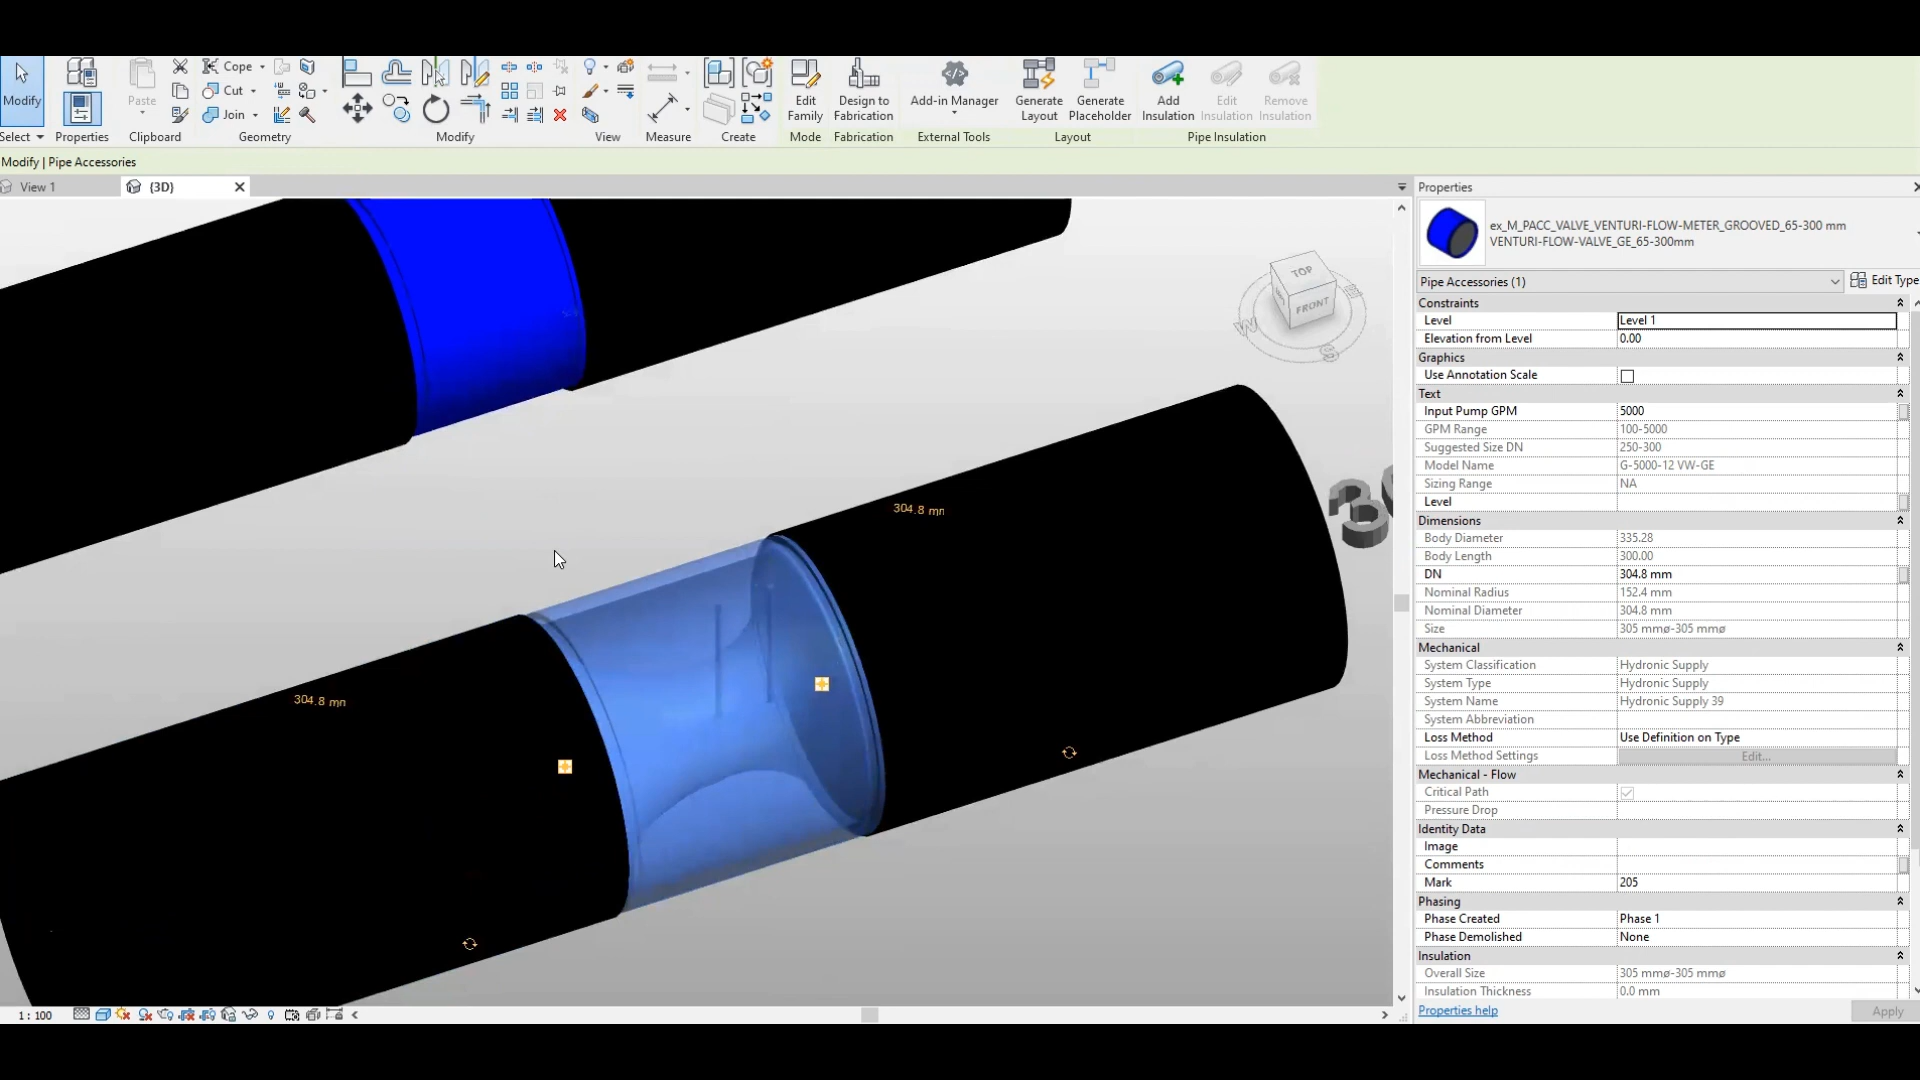 Modify
Select
Properties
Paste
Clipboard
Cope
Cut
Join
Geometry
Modify
View
Measure
Create
Edit
Family
Mode
Design to
Fabrication
Fabrication
Add-in Manager
External Tools
Generate
Layout
Generate
Placeholder
Layout
Add
Insulation
Edit
Insulation
Remove
Insulation
Pipe Insulation
Modify | Pipe Accessories
View 1
{3D}
TOP
FRONT
W
S
304.8 mm
304.8 mm
1 : 100
Properties
ex_M_PACC_VALVE_VENTURI-FLOW-METER_GROOVED_65-300 mm
VENTURI-FLOW-VALVE_GE_65-300mm
Pipe Accessories (1)
Edit Type
Constraints
Level Level 1
Elevation from Level 0.00
Graphics
Use Annotation Scale
Text
Input Pump GPM 5000
GPM Range 100-5000
Suggested Size DN 250-300
Model Name G-5000-12 VW-GE
Sizing Range NA
Level
Dimensions
Body Diameter 335.28
Body Length 300.00
DN 304.8 mm
Nominal Radius 152.4 mm
Nominal Diameter 304.8 mm
Size 305 mmø-305 mmø
Mechanical
System Classification Hydronic Supply
System Type Hydronic Supply
System Name Hydronic Supply 39
System Abbreviation
Loss Method Use Definition on Type
Loss Method Settings Edit...
Mechanical - Flow
Critical Path
Pressure Drop
Identity Data
Image
Comments
Mark 205
Phasing
Phase Created Phase 1
Phase Demolished None
Insulation
Overall Size 305 mmø-305 mmø
Insulation Thickness 0.0 mm
Properties help
Apply